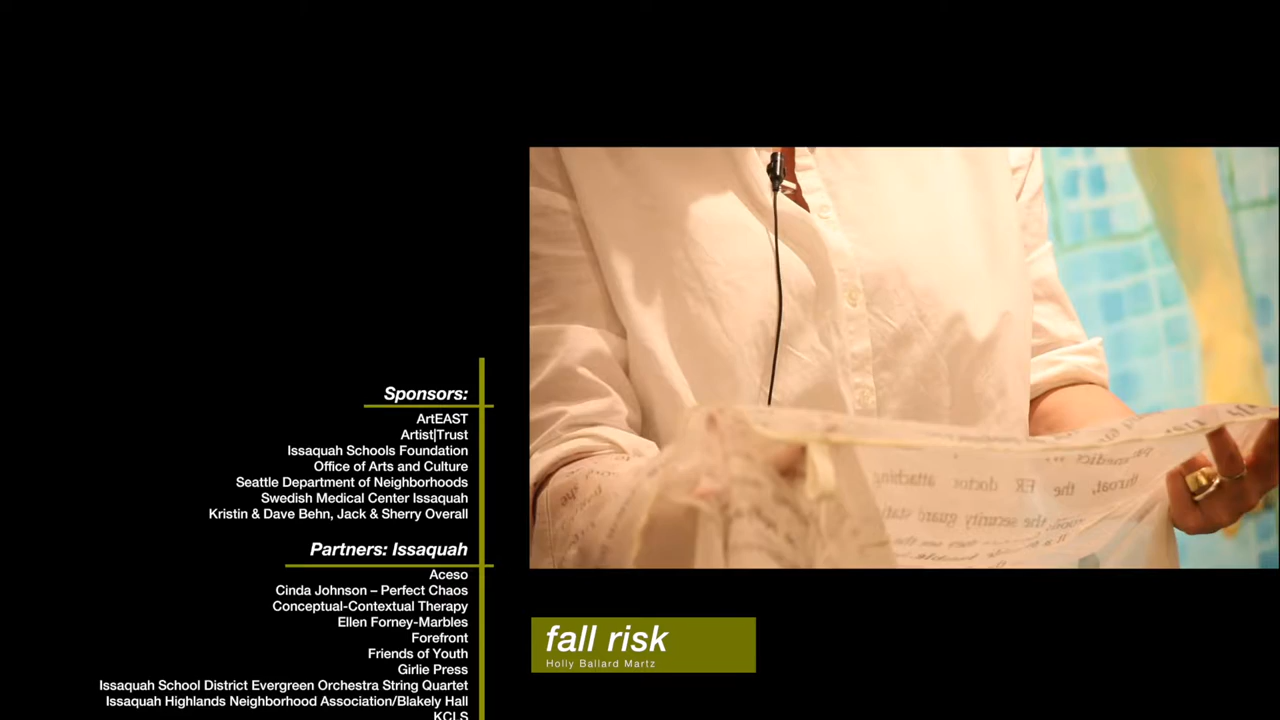 Sponsors:
ArtEAST
Artist|Trust
Issaquah Schools Foundation
Office of Arts and Culture
Seattle Department of Neighborhoods
Swedish Medical Center Issaquah
Kristin & Dave Behn, Jack & Sherry Overall
Partners: Issaquah
Aceso
Cinda Johnson – Perfect Chaos
Conceptual-Contextual Therapy
Ellen Forney-Marbles
Forefront
Friends of Youth
Girlie Press
Issaquah School District Evergreen Orchestra String Quartet
Issaquah Highlands Neighborhood Association/Blakely Hall
KCLS
throat, the ER doctor attaching
the security guard
fall risk
Holly Ballard Martz